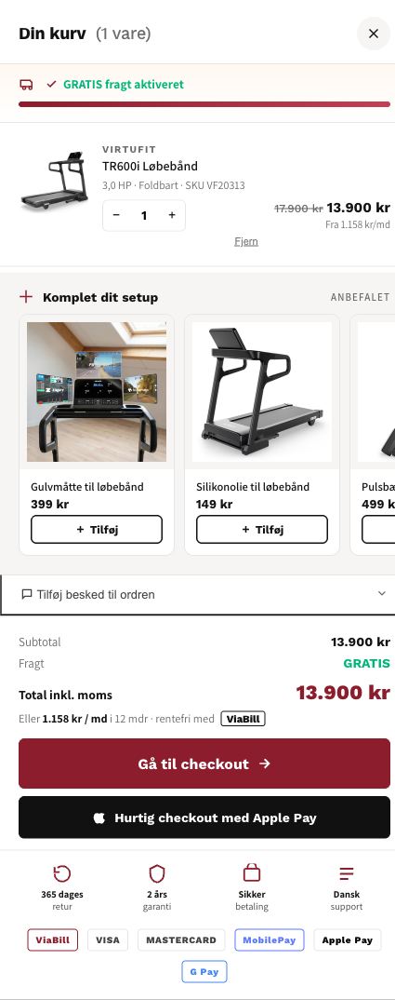 Din kurv (1 vare)
GRATIS fragt aktiveret
VIRTUFIT
TR600i Løbebånd
3,0 HP · Foldbart · SKU VF20313
− 1 +
17.900 kr 13.900 kr
Fra 1.158 kr/md
Fjern
Komplet dit setup
ANBEFALET
Gulvmåtte til løbebånd
399 kr
+ Tilføj
Silikonolie til løbebånd
149 kr
+ Tilføj
499 k
Tilføj besked til ordren
Subtotal 13.900 kr
Fragt GRATIS
Total inkl. moms 13.900 kr
Eller 1.158 kr / md i 12 mdr · rentefri med ViaBill
Gå til checkout →
Hurtig checkout med Apple Pay
365 dages
retur
2 års
garanti
Sikker
betaling
Dansk
support
ViaBill VISA MASTERCARD MobilePay Apple Pay
G Pay